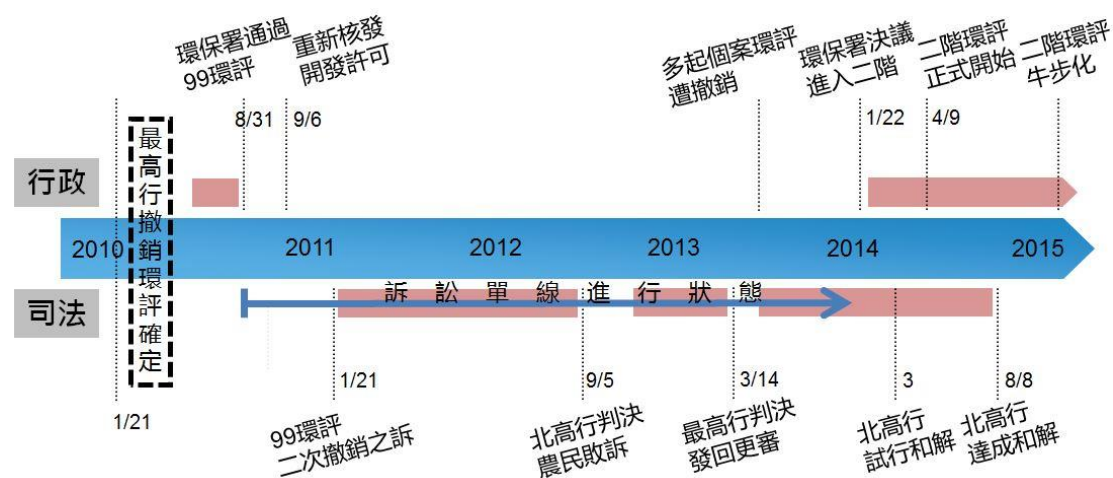 環保署通過
99環評
重新核發
開發許可
多起個案環評
遭撤銷
環保署決議
進入二階
二階環評
正式開始
二階環評
牛步化
8/31
9/6
1/22
4/9
行政
最高行撤銷環評確定
2010
2011
2012
2013
2014
2015
司法
訴訟單線進行狀態
1/21
1/21
9/5
3/14
3
8/8
99環評
二次撤銷之訴
北高行判決
農民敗訴
最高行判決
發回更審
北高行
試行和解
北高行
達成和解